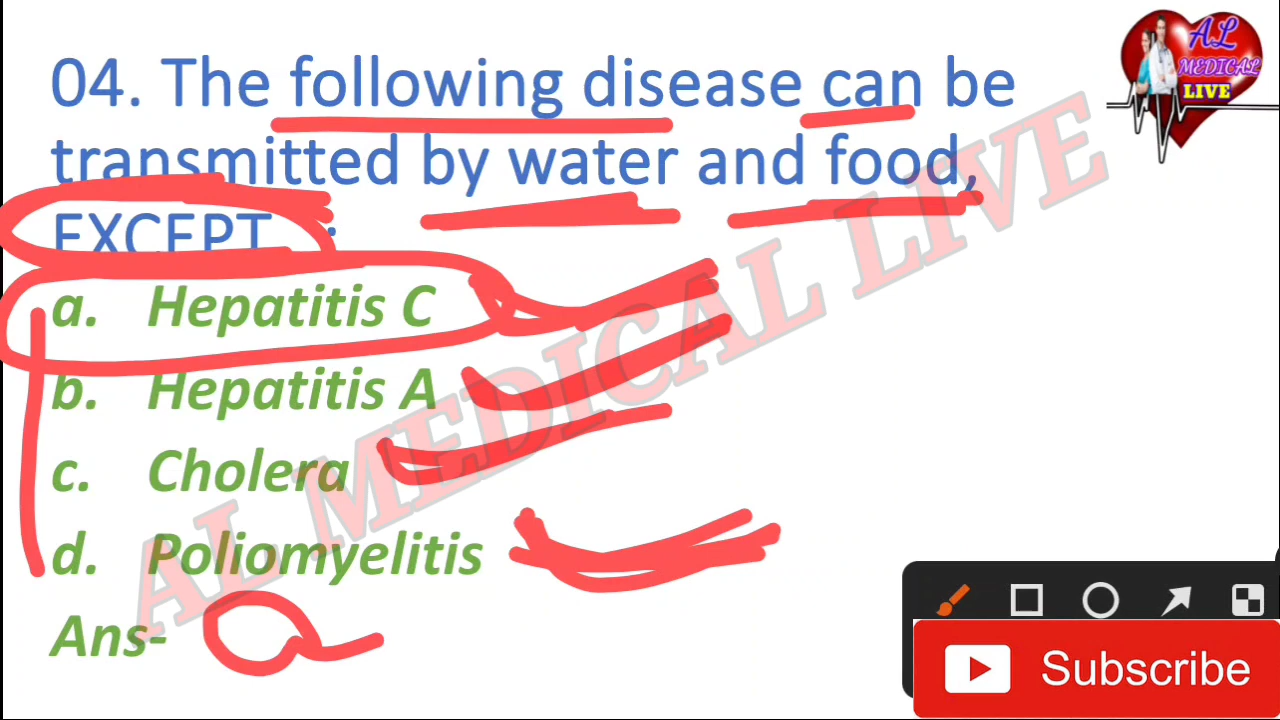 04. The following disease can be
transmitted by water and food,
EXCEPT :
a. Hepatitis C
b. Hepatitis A
c. Cholera
d. Poliomyelitis
Ans- a
AL MEDICAL LIVE
AL
MEDICAL
LIVE
Subscribe